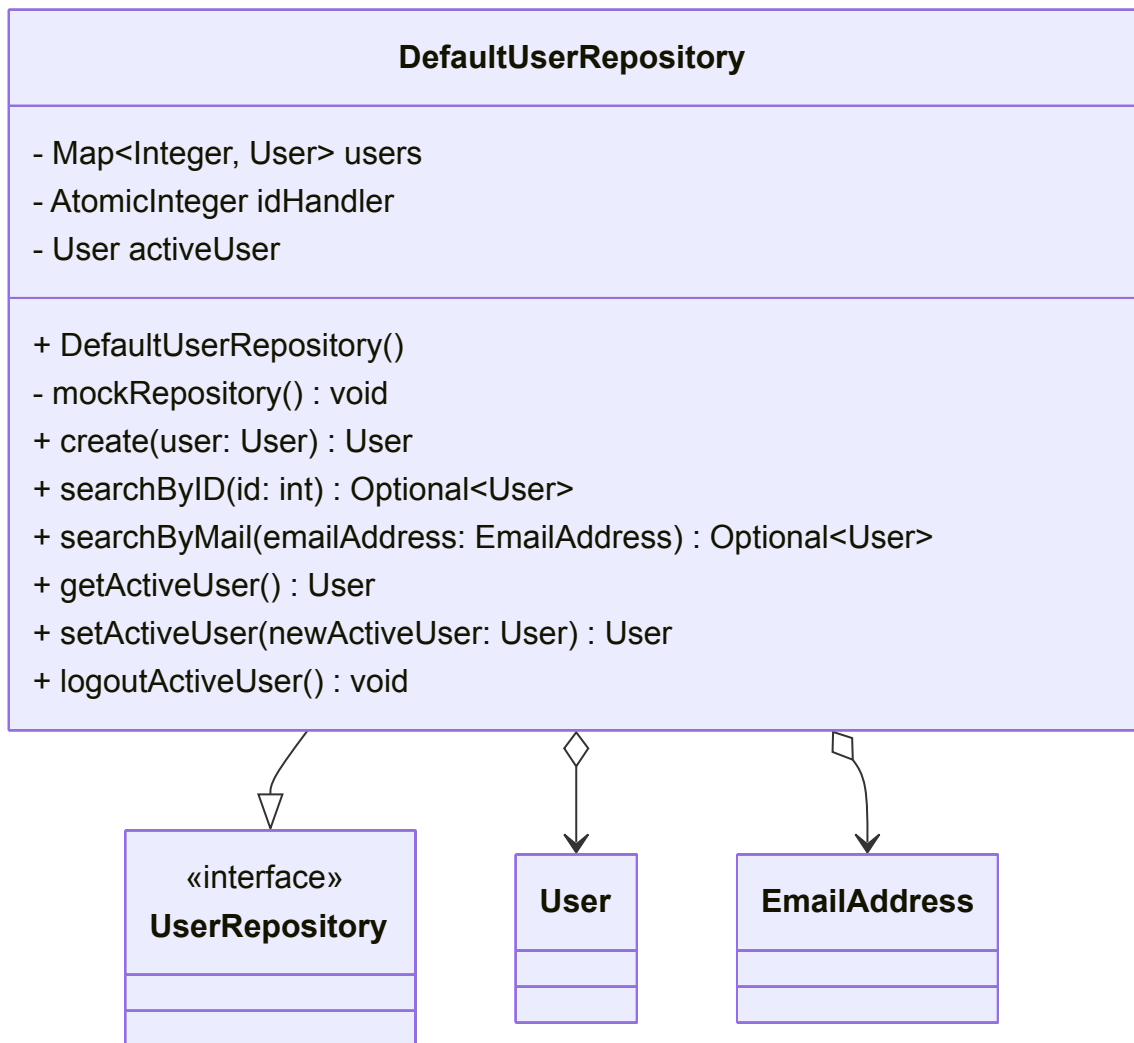 DefaultUserRepository
- Map<Integer, User> users
- AtomicInteger idHandler
- User activeUser
+ DefaultUserRepository()
- mockRepository() : void
+ create(user: User) : User
+ searchByID(id: int) : Optional<User>
+ searchByMail(emailAddress: EmailAddress) : Optional<User>
+ getActiveUser() : User
+ setActiveUser(newActiveUser: User) : User
+ logoutActiveUser() : void
«interface»
UserRepository
User
EmailAddress